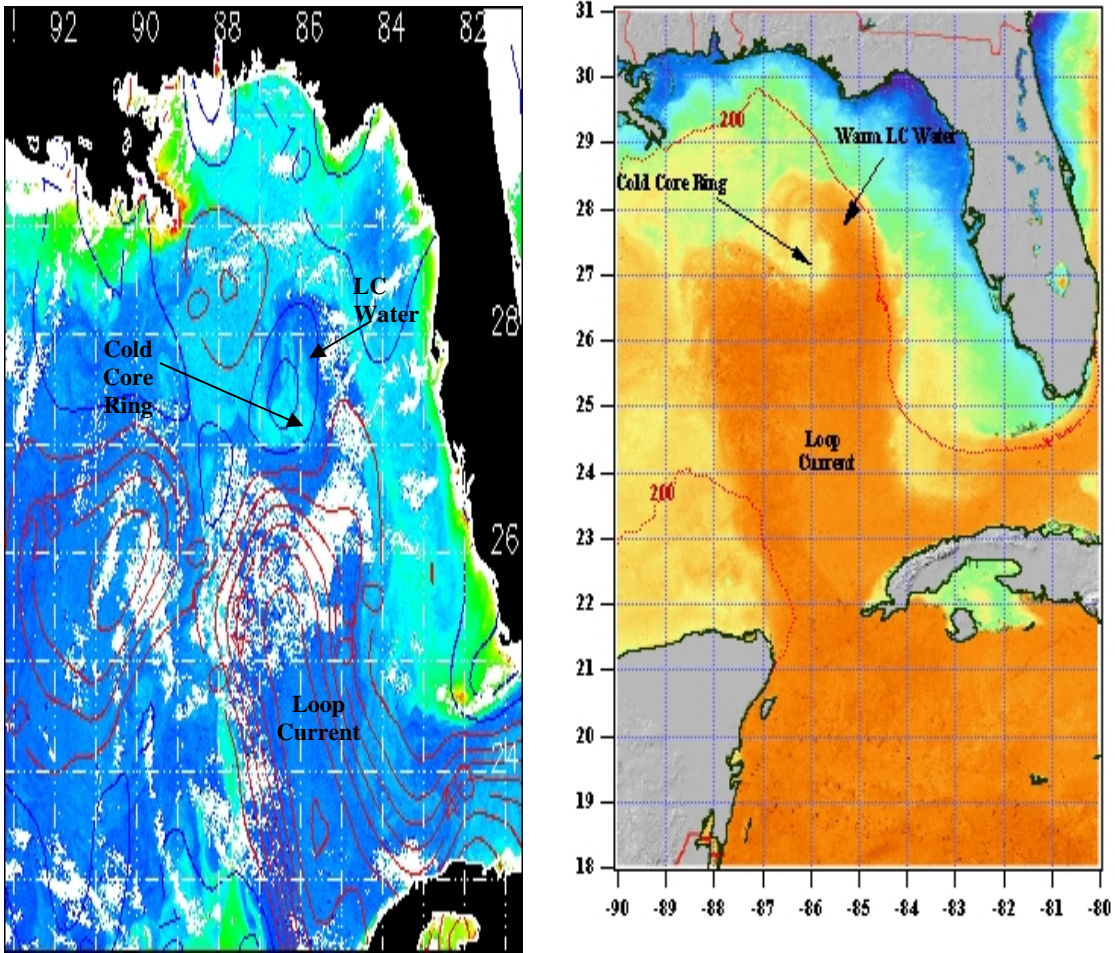 ! 92 90 88 86 84 82
LC
Water
28
Cold
Core
Ring
26
Loop
Current
24
31
30
29
28
27
26
25
24
23
22
21
20
19
18
200
Warm LC Water
Cold Core Ring
Loop
Current
200
-90 -88 -87 -86 -84 -83 -82 -81 -80